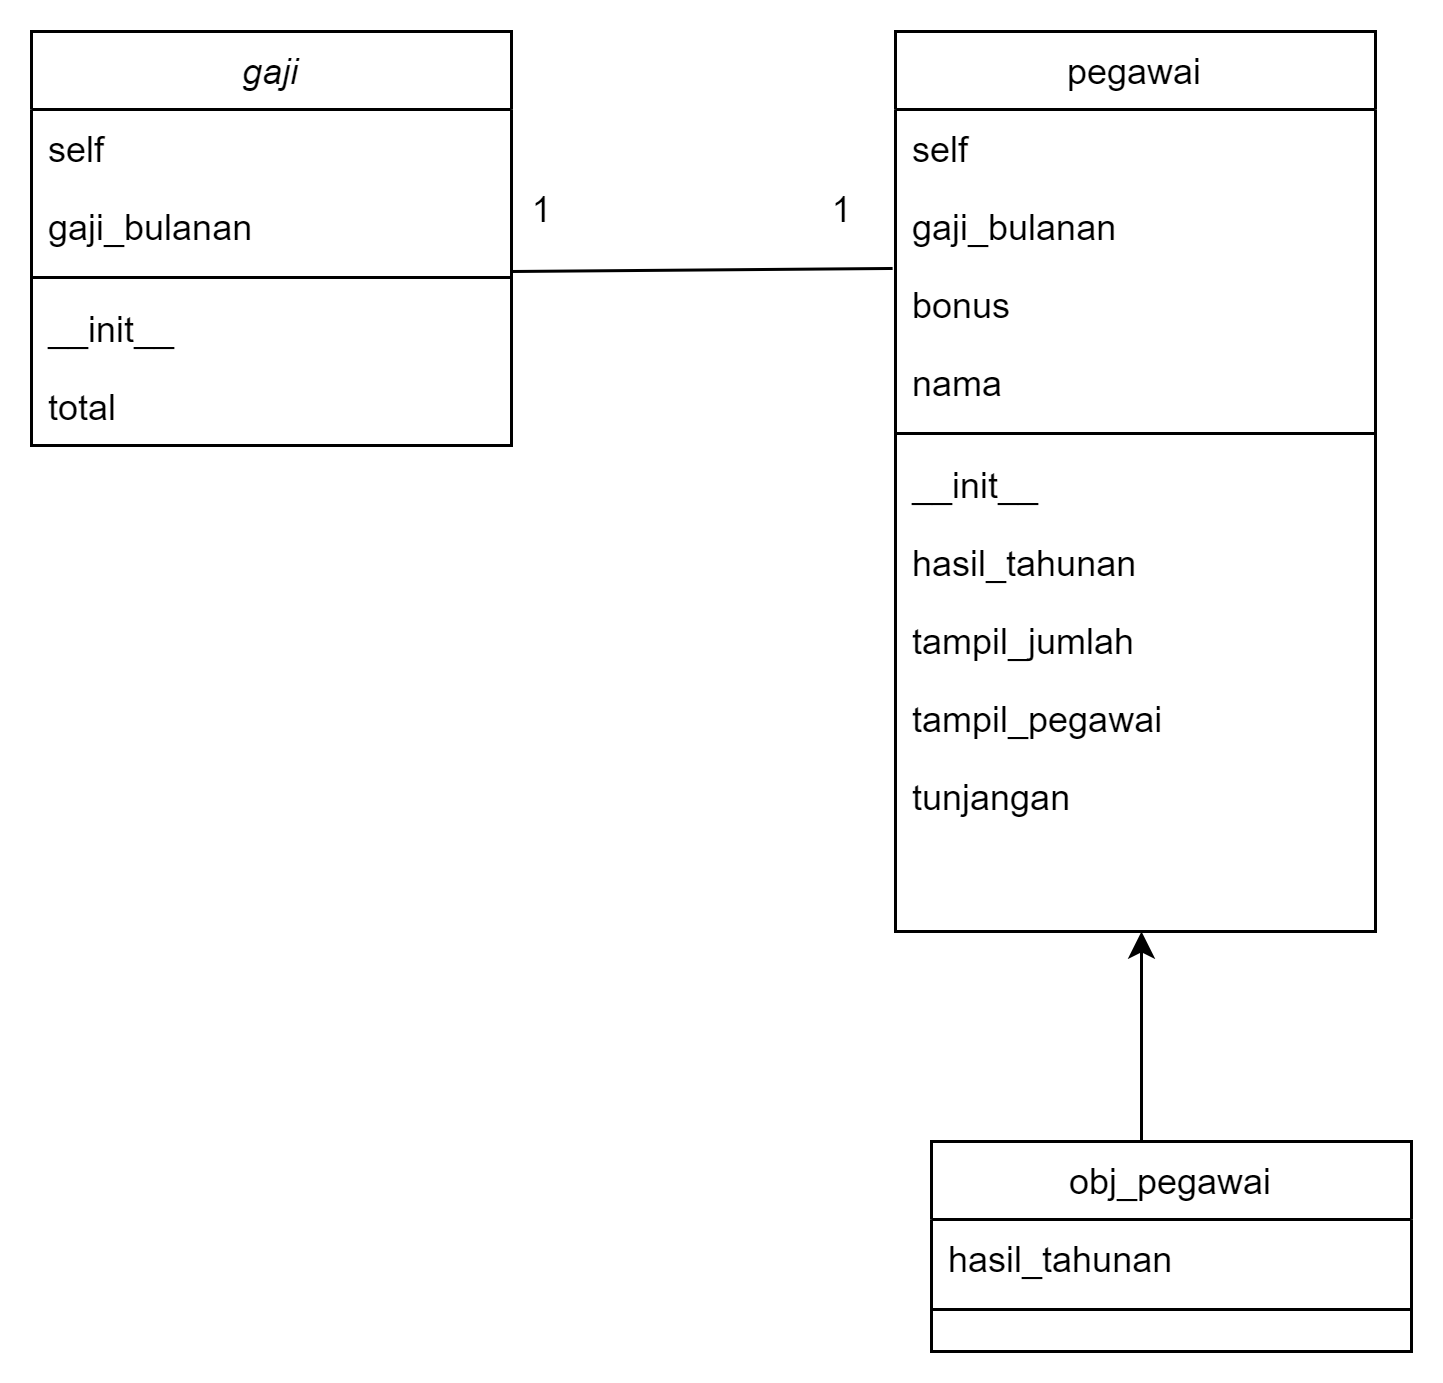 gaji
self
gaji_bulanan
__init__
total
1
1
pegawai
self
gaji_bulanan
bonus
nama
__init__
hasil_tahunan
tampil_jumlah
tampil_pegawai
tunjangan
obj_pegawai
hasil_tahunan